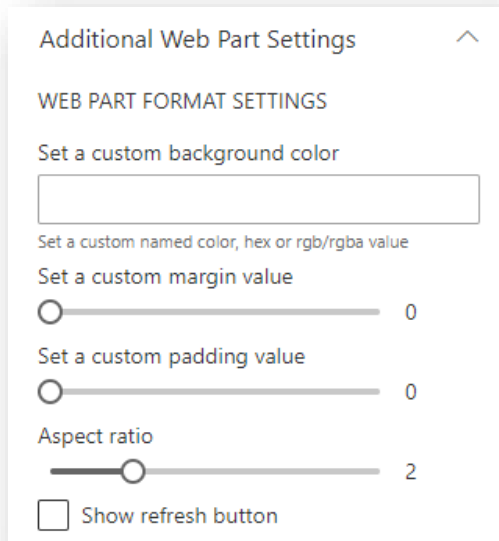 Additional Web Part Settings
WEB PART FORMAT SETTINGS
Set a custom background color
Set a custom named color, hex or rgb/rgba value
Set a custom margin value
0
Set a custom padding value
0
Aspect ratio
2
Show refresh button